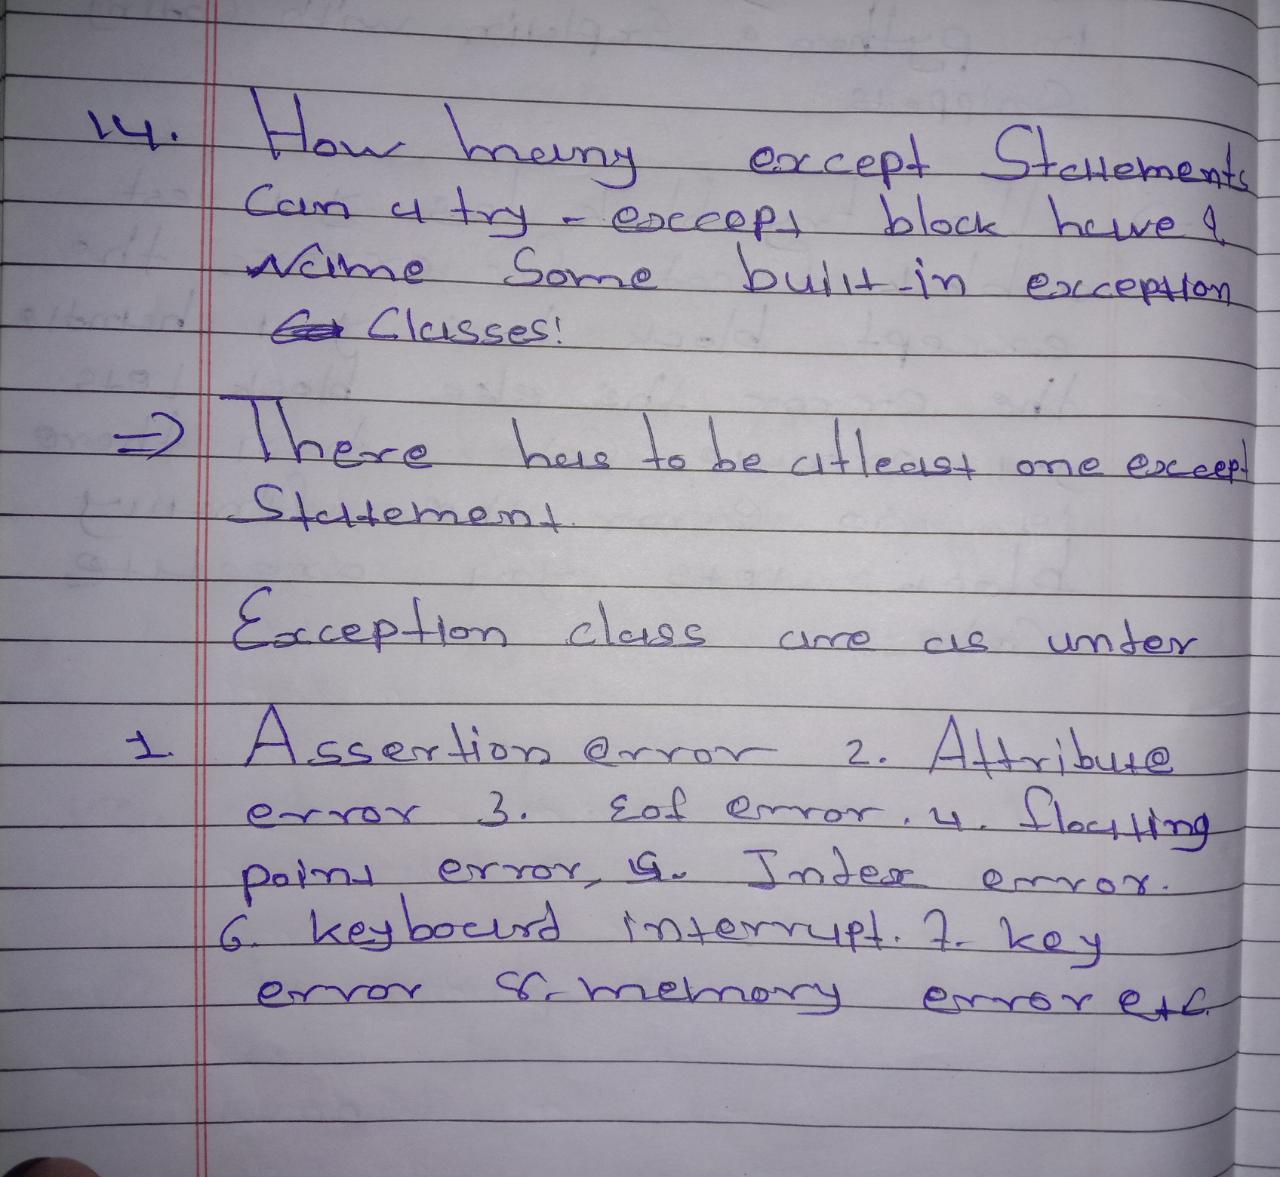 14. How many except Statements
Can a try - except block have ?
Name Some built-in exception
Classes!
⇒ There has to be atleast one except
Statement.
Exception class are as under
1. Assertion error 2. Attribute
error 3. Eof error. 4. floating
point error, 5. Index error.
6. keyboard interrupt. 7. key
error 8. memory error etc.